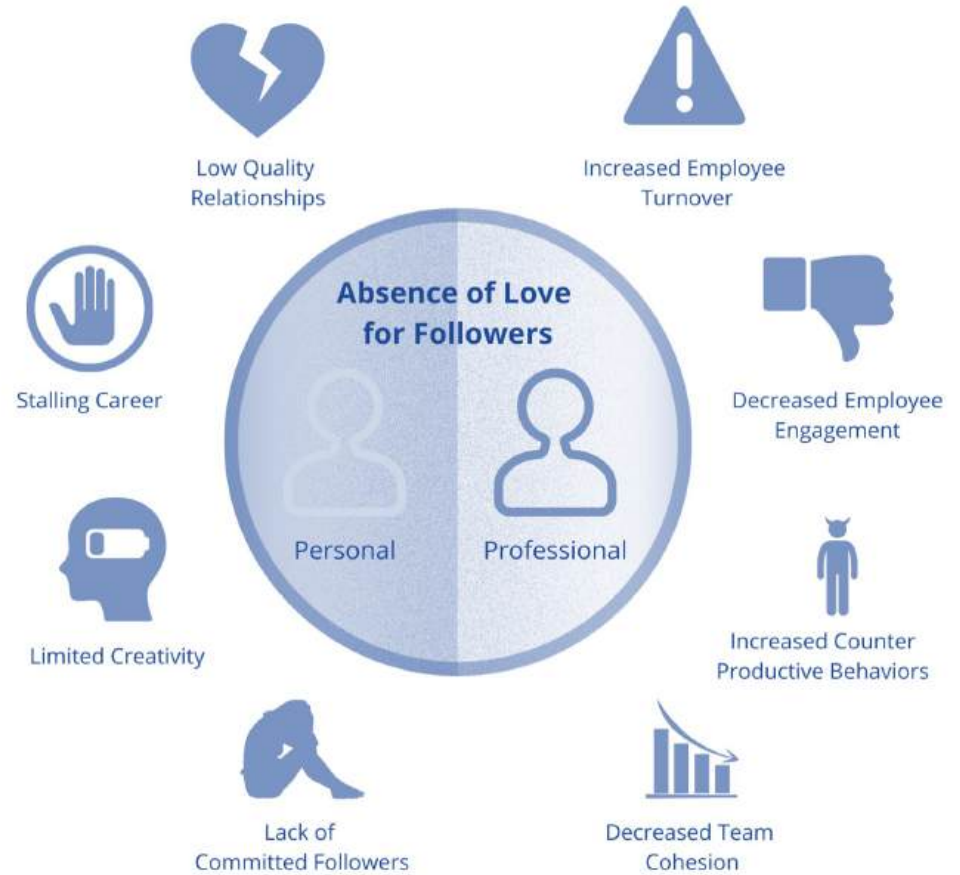 Low Quality
Relationships
Increased Employee
Turnover
Absence of Love
for Followers
Stalling Career
Decreased Employee
Engagement
Personal
Professional
Limited Creativity
Increased Counter
Productive Behaviors
Lack of
Committed Followers
Decreased Team
Cohesion